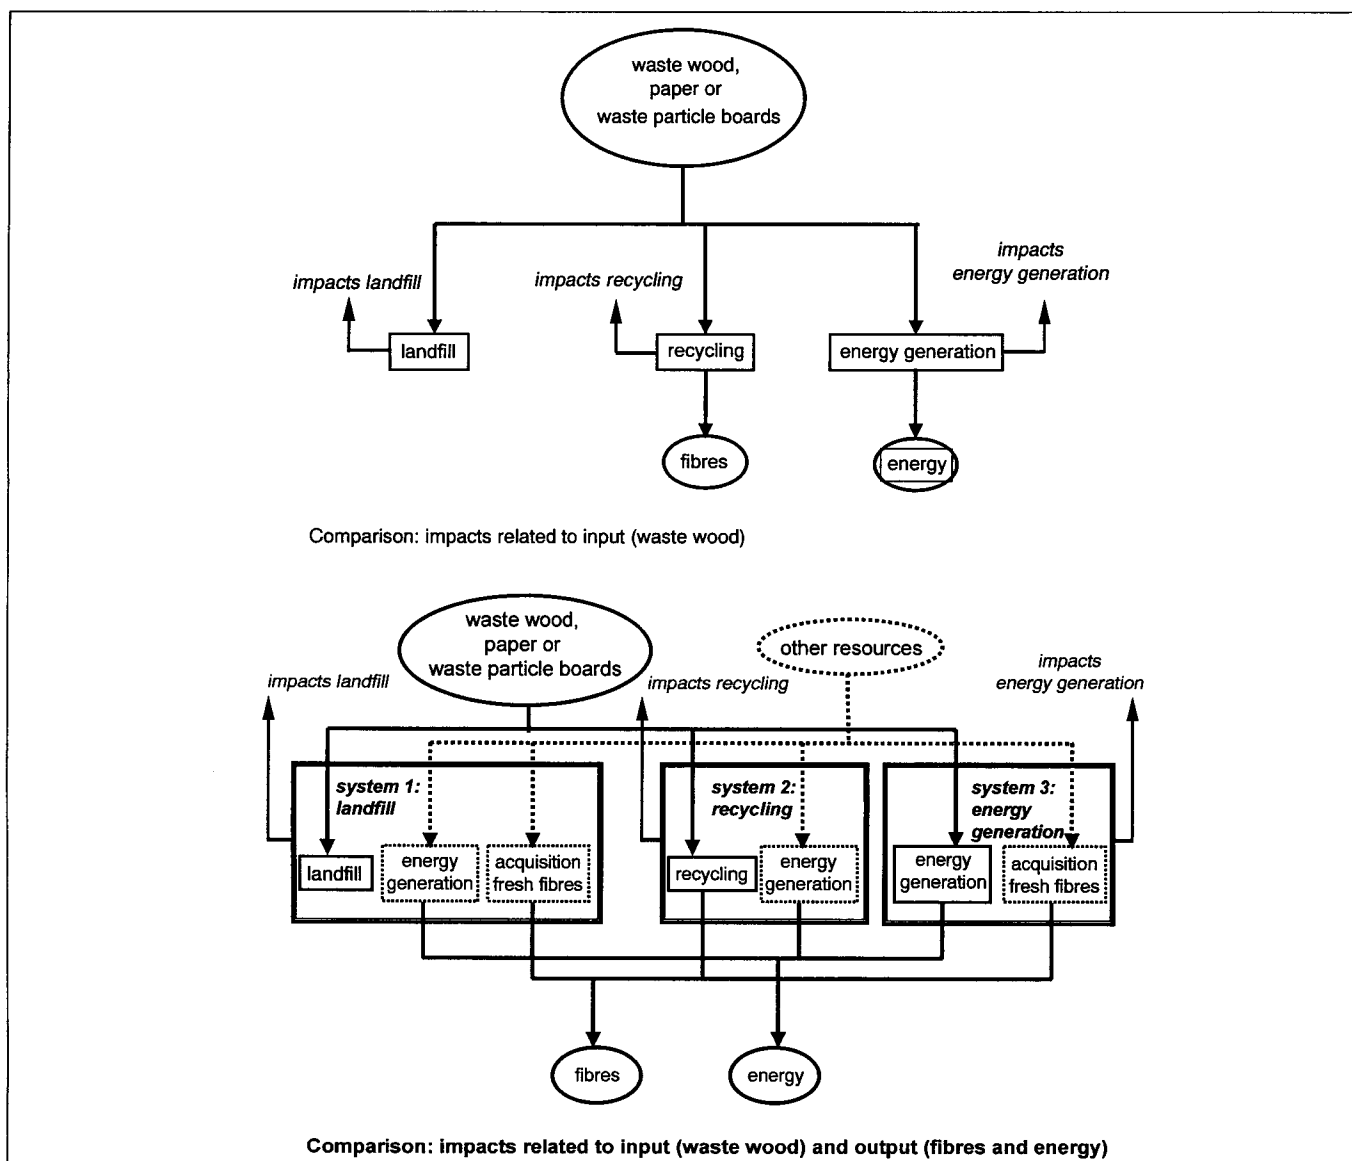 waste wood,
paper or
waste particle boards
impacts
energy generation
impacts landfill
impacts recycling
landfill
recycling
energy generation
fibres
energy
Comparison: impacts related to input (waste wood)
waste wood,
paper or
waste particle boards
other resources
impacts landfill
impacts recycling
impacts
energy generation
system 1:
landfill
system 2:
recycling
system 3:
energy
generation
landfill
energy
generation
acquisition
fresh fibres
recycling
energy
generation
energy
generation
acquisition
fresh fibres
fibres
energy
Comparison: impacts related to input (waste wood) and output (fibres and energy)